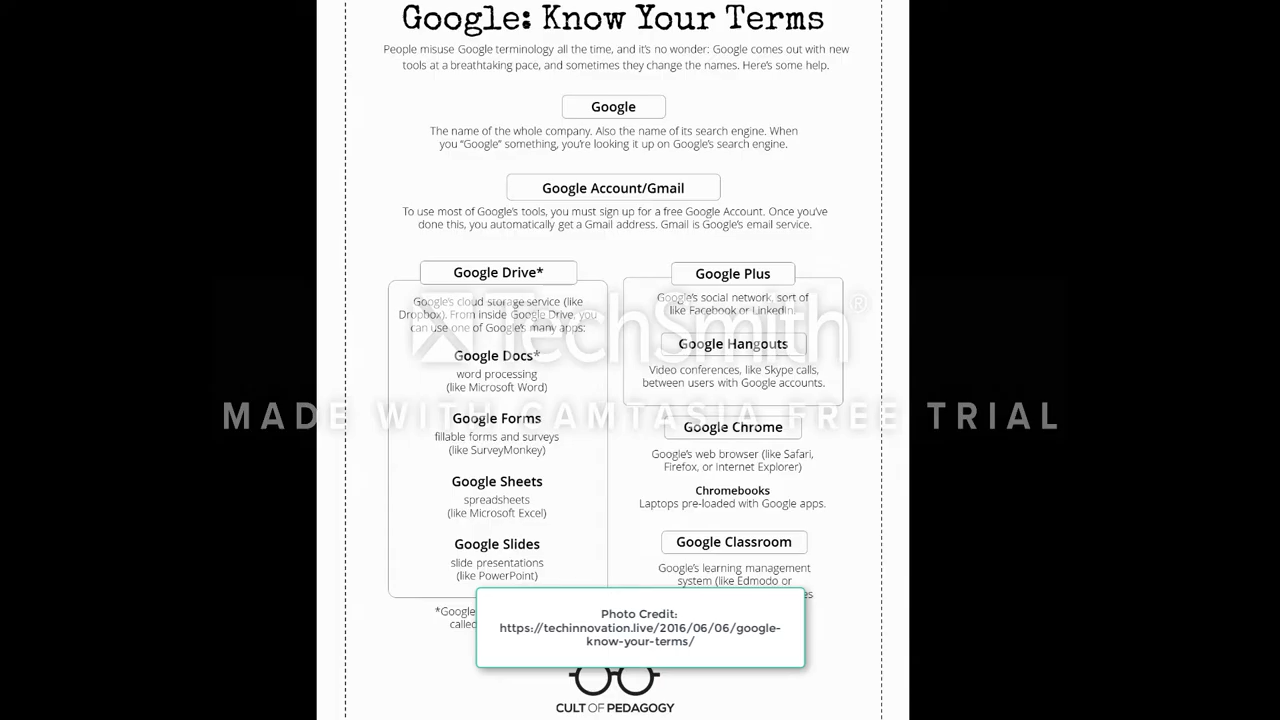 Google: Know Your Terms
People misuse Google terminology all the time, and it's no wonder: Google comes out with new
tools at a breathtaking pace, and sometimes they change the names. Here's some help.
Google
The name of the whole company. Also the name of its search engine. When
you “Google” something, you're looking it up on Google's search engine.
Google Account/Gmail
To use most of Google's tools, you must sign up for a free Google Account. Once you've
done this, you automatically get a Gmail address. Gmail is Google's email service.
Google Drive*
Google's cloud storage service (like
Dropbox). From inside Google Drive, you
can use one of Google's many apps:
Google Docs*
word processing
(like Microsoft Word)
Google Forms
fillable forms and surveys
(like SurveyMonkey)
Google Sheets
spreadsheets
(like Microsoft Excel)
Google Slides
slide presentations
(like PowerPoint)
*Google
called
Google Plus
Google's social network, sort of
like Facebook or LinkedIn.
Google Hangouts
Video conferences, like Skype calls,
between users with Google accounts.
Google Chrome
Google's web browser (like Safari,
Firefox, or Internet Explorer)
Chromebooks
Laptops pre-loaded with Google apps.
Google Classroom
Google's learning management
system (like Edmodo or
TechSmith®
MADE WITH CAMTASIA FREE TRIAL
Photo Credit:
https://techinnovation.live/2016/06/06/google-
know-your-terms/
CULT OF PEDAGOGY